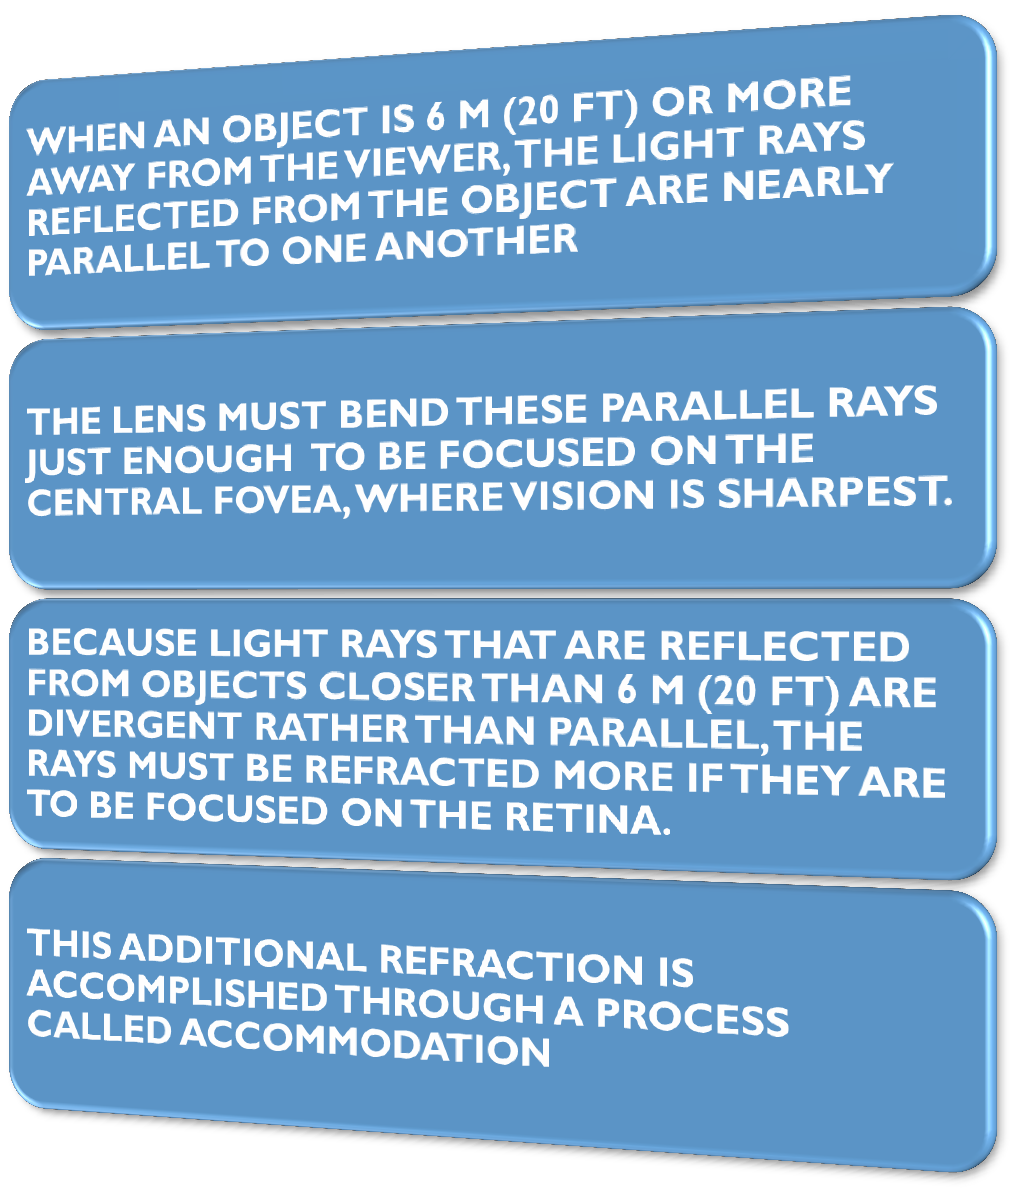 WHEN AN OBJECT IS 6 M (20 FT) OR MORE
AWAY FROM THE VIEWER, THE LIGHT RAYS
REFLECTED FROM THE OBJECT ARE NEARLY
PARALLEL TO ONE ANOTHER
THE LENS MUST BEND THESE PARALLEL RAYS
JUST ENOUGH TO BE FOCUSED ON THE
CENTRAL FOVEA, WHERE VISION IS SHARPEST.
BECAUSE LIGHT RAYS THAT ARE REFLECTED
FROM OBJECTS CLOSER THAN 6 M (20 FT) ARE
DIVERGENT RATHER THAN PARALLEL, THE
RAYS MUST BE REFRACTED MORE IF THEY ARE
TO BE FOCUSED ON THE RETINA.
THIS ADDITIONAL REFRACTION IS
ACCOMPLISHED THROUGH A PROCESS
CALLED ACCOMMODATION